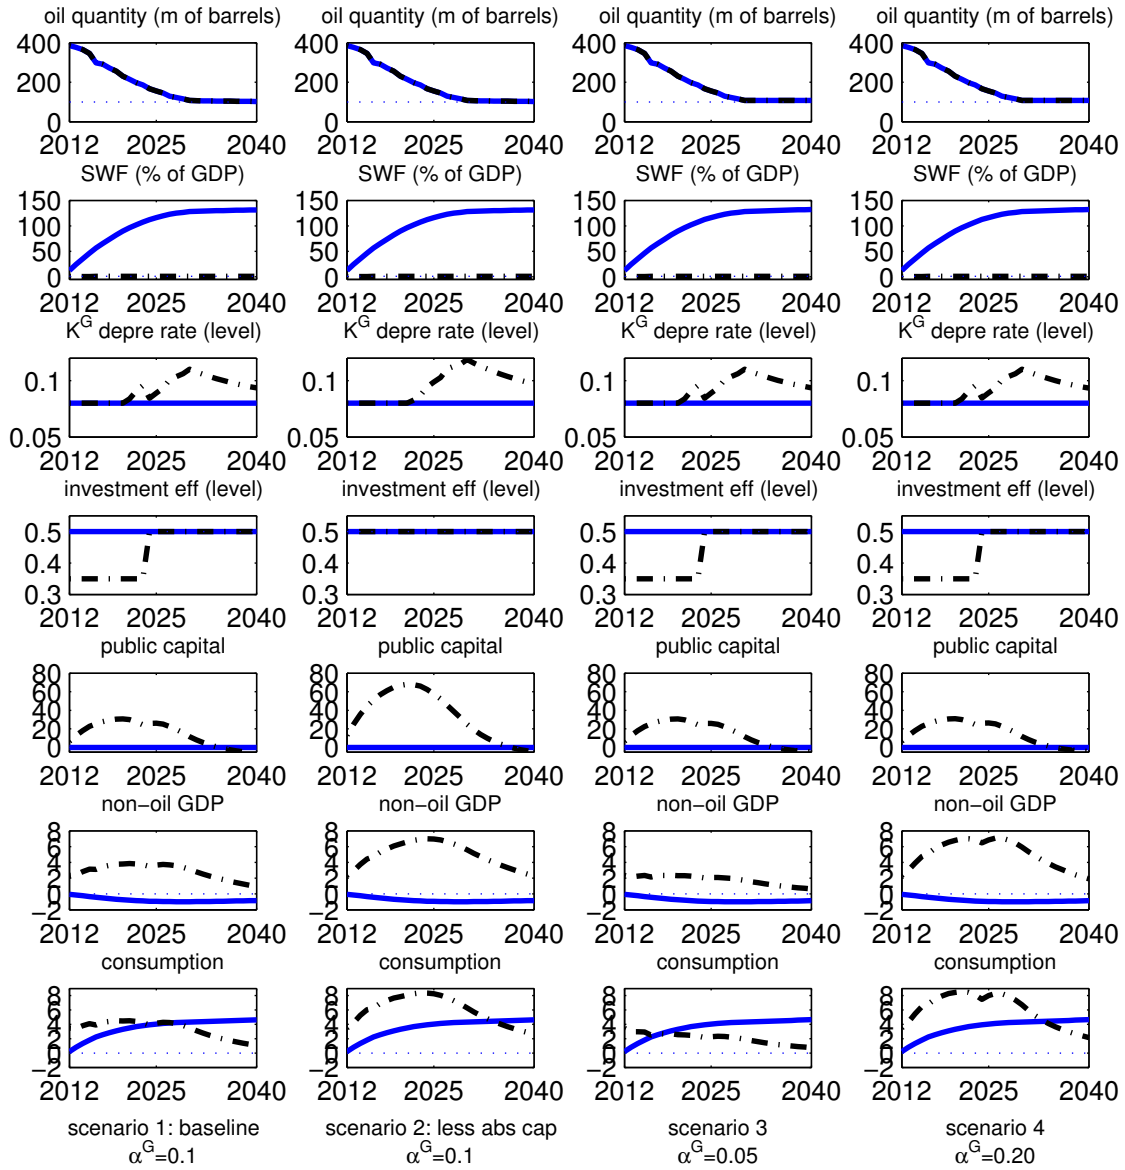 oil quantity (m of barrels) oil quantity (m of barrels) oil quantity (m of barrels) oil quantity (m of barrels)
400 400 400 400
200 200 200 200
0 0 0 0
2012 2025 2040 2012 2025 2040 2012 2025 2040 2012 2025 2040
SWF (% of GDP) SWF (% of GDP) SWF (% of GDP) SWF (% of GDP)
150 150 150 150
100 100 100 100
50 50 50 50
0 0 0 0
2012 2025 2040 2012 2025 2040 2012 2025 2040 2012 2025 2040
K^G depre rate (level) K^G depre rate (level) K^G depre rate (level) K^G depre rate (level)
0.1 0.1 0.1 0.1
0.05 0.05 0.05 0.05
2012 2025 2040 2012 2025 2040 2012 2025 2040 2012 2025 2040
investment eff (level) investment eff (level) investment eff (level) investment eff (level)
0.5 0.5 0.5 0.5
0.4 0.4 0.4 0.4
0.3 0.3 0.3 0.3
2012 2025 2040 2012 2025 2040 2012 2025 2040 2012 2025 2040
public capital public capital public capital public capital
80 80 80 80
60 60 60 60
40 40 40 40
20 20 20 20
0 0 0 0
2012 2025 2040 2012 2025 2040 2012 2025 2040 2012 2025 2040
non−oil GDP non−oil GDP non−oil GDP non−oil GDP
8 8 8 8
6 6 6 6
4 4 4 4
2 2 2 2
0 0 0 0
−2 −2 −2 −2
2012 2025 2040 2012 2025 2040 2012 2025 2040 2012 2025 2040
consumption consumption consumption consumption
8 8 8 8
6 6 6 6
4 4 4 4
2 2 2 2
0 0 0 0
−2 −2 −2 −2
2012 2025 2040 2012 2025 2040 2012 2025 2040 2012 2025 2040
scenario 1: baseline scenario 2: less abs cap scenario 3 scenario 4
α^G=0.1 α^G=0.1 α^G=0.05 α^G=0.20